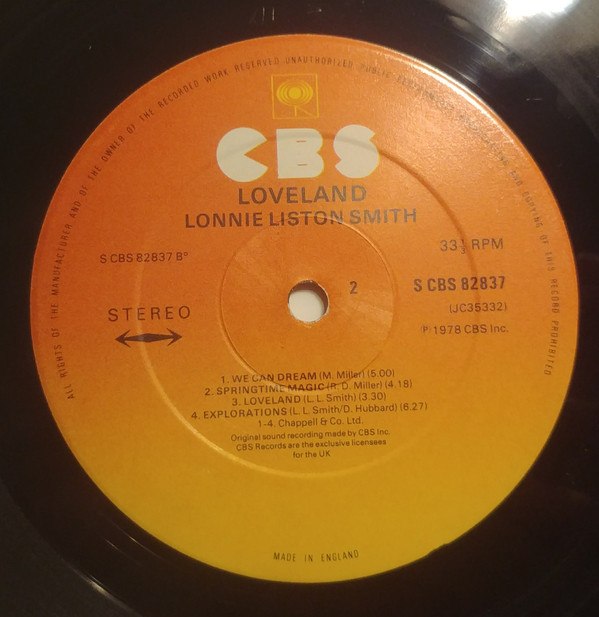 ALL RIGHTS OF THE MANUFACTURER AND OF THE OWNER OF THE RECORDED WORK RESERVED UNAUTHORISED PUBLIC PERFORMANCE AND COPYING OF THIS RECORD PROHIBITED
CBS
LOVELAND
LONNIE LISTON SMITH
S CBS 82837 B°
33⅓ RPM
2
S CBS 82837
STEREO
(JC35332)
℗ 1978 CBS Inc.
1. WE CAN DREAM (M. Miller) (5.00)
2. SPRINGTIME MAGIC (R. D. Miller) (4.18)
3. LOVELAND (L.L. Smith) (3.30)
4. EXPLORATIONS (L.L. Smith/D. Hubbard) (6.27)
1-4. Chappell & Co. Ltd.
Original sound recording made by CBS Inc.
CBS Records are the exclusive licensees
for the UK
MADE IN ENGLAND